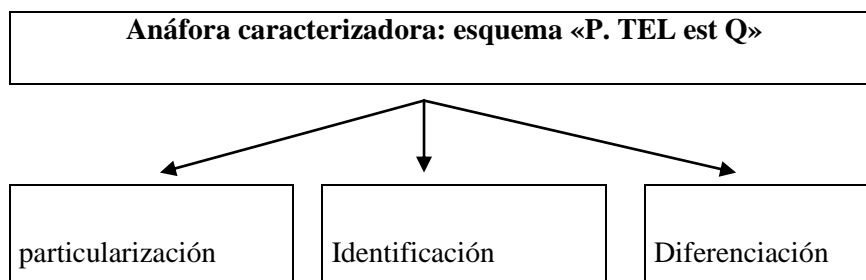 Anáfora caracterizadora: esquema «P. TEL est Q»
particularización
Identificación
Diferenciación